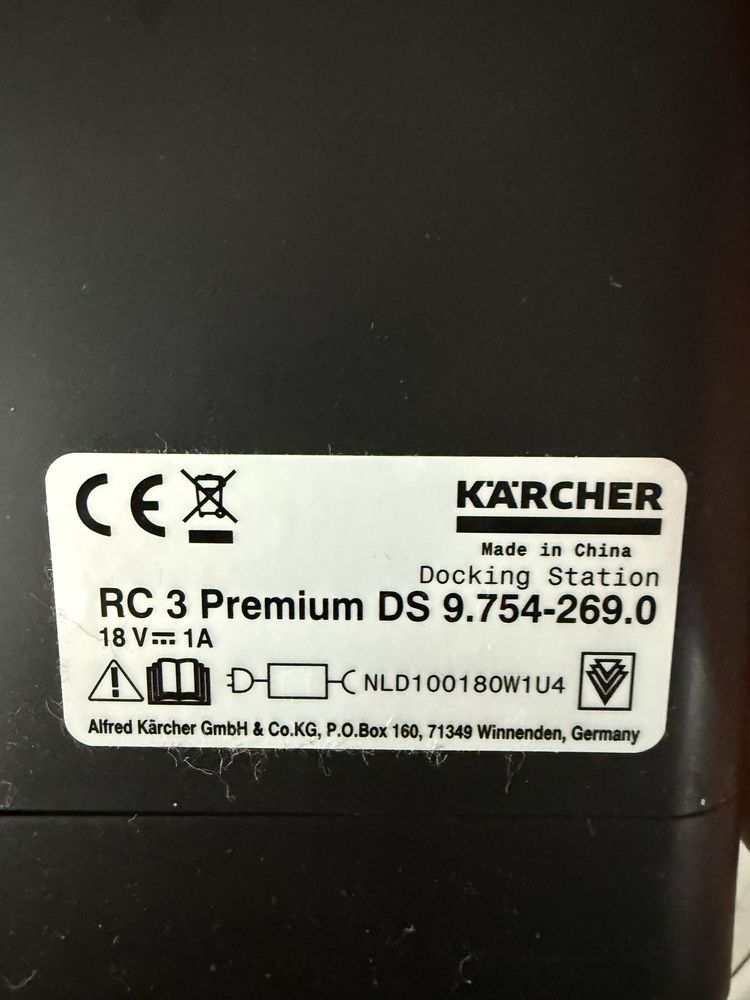 CE
KÄRCHER
Made in China
Docking Station
RC 3 Premium DS 9.754-269.0
18 V⎓ 1A
NLD100180W1U4
Alfred Kärcher GmbH & Co.KG, P.O.Box 160, 71349 Winnenden, Germany